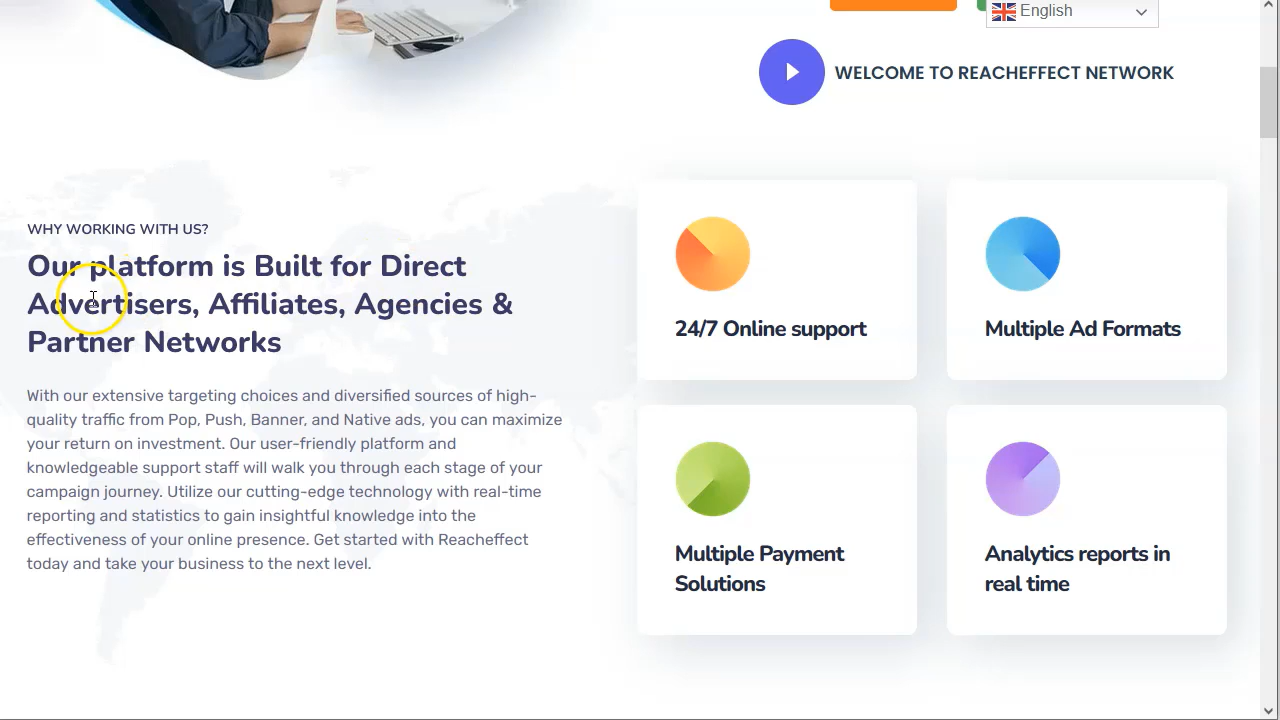 English
WELCOME TO REACHEFFECT NETWORK
WHY WORKING WITH US?
Our platform is Built for Direct
Advertisers, Affiliates, Agencies &
Partner Networks
With our extensive targeting choices and diversified sources of high-
quality traffic from Pop, Push, Banner, and Native ads, you can maximize
your return on investment. Our user-friendly platform and
knowledgeable support staff will walk you through each stage of your
campaign journey. Utilize our cutting-edge technology with real-time
reporting and statistics to gain insightful knowledge into the
effectiveness of your online presence. Get started with Reacheffect
today and take your business to the next level.
24/7 Online support
Multiple Ad Formats
Multiple Payment
Solutions
Analytics reports in
real time